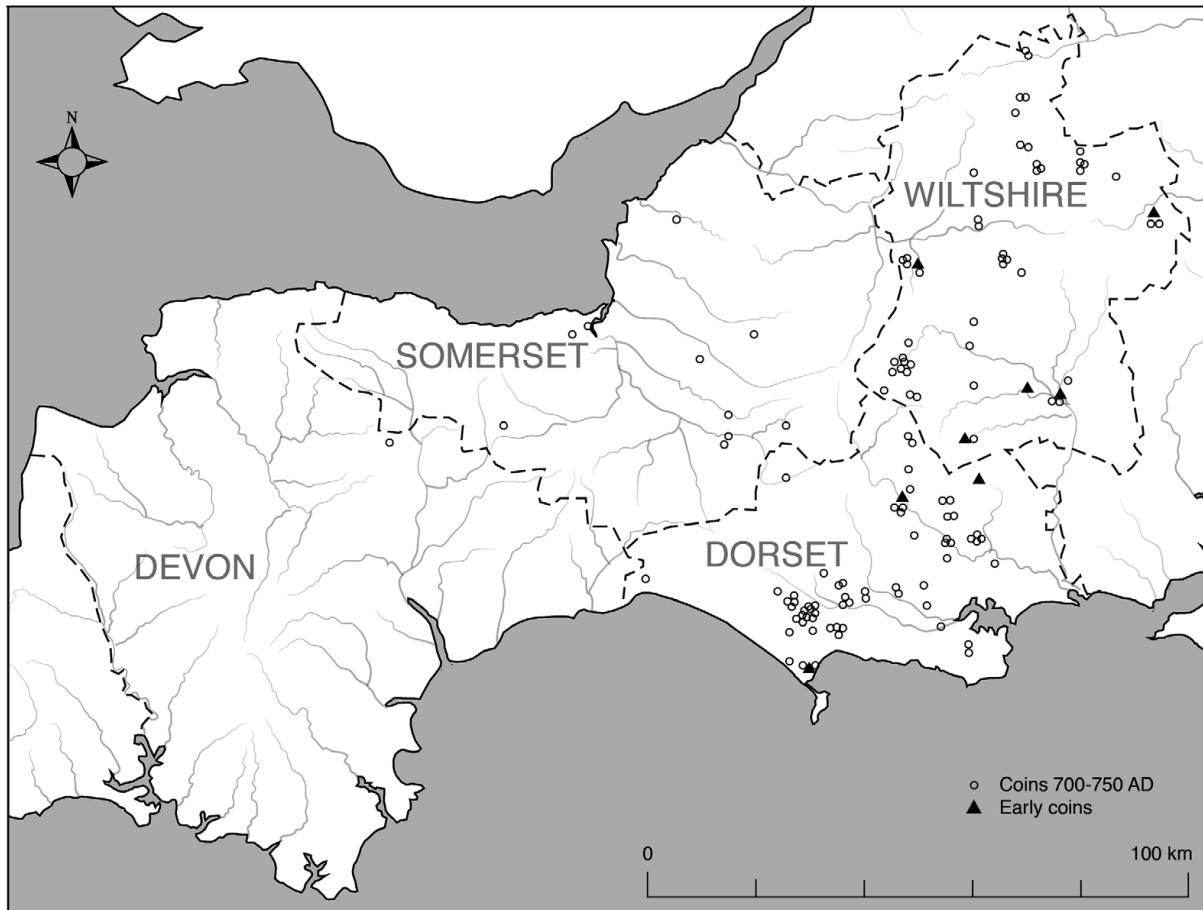 N
WILTSHIRE
SOMERSET
DORSET
DEVON
Coins 700-750 AD
Early coins
0
100 km